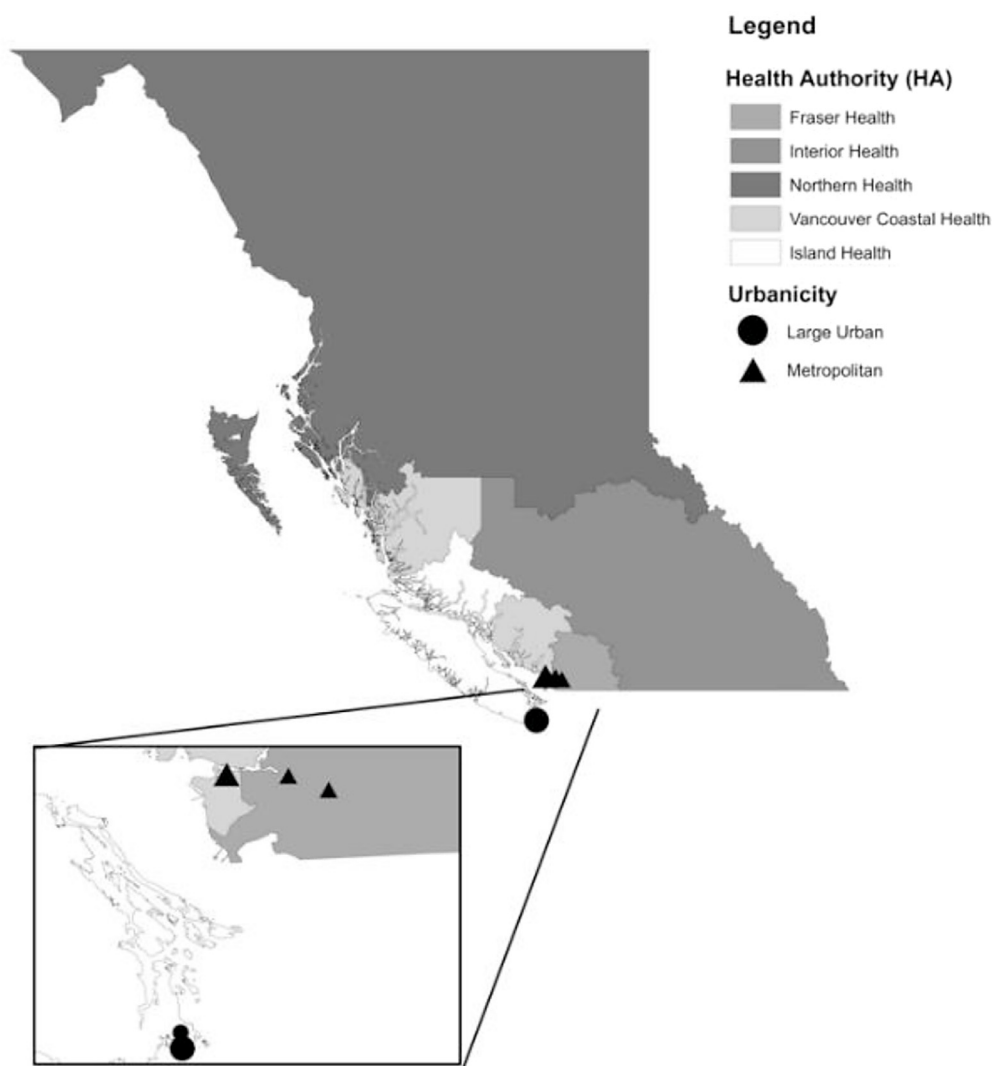 Legend
Health Authority (HA)
Fraser Health
Interior Health
Northern Health
Vancouver Coastal Health
Island Health
Urbanicity
Large Urban
Metropolitan